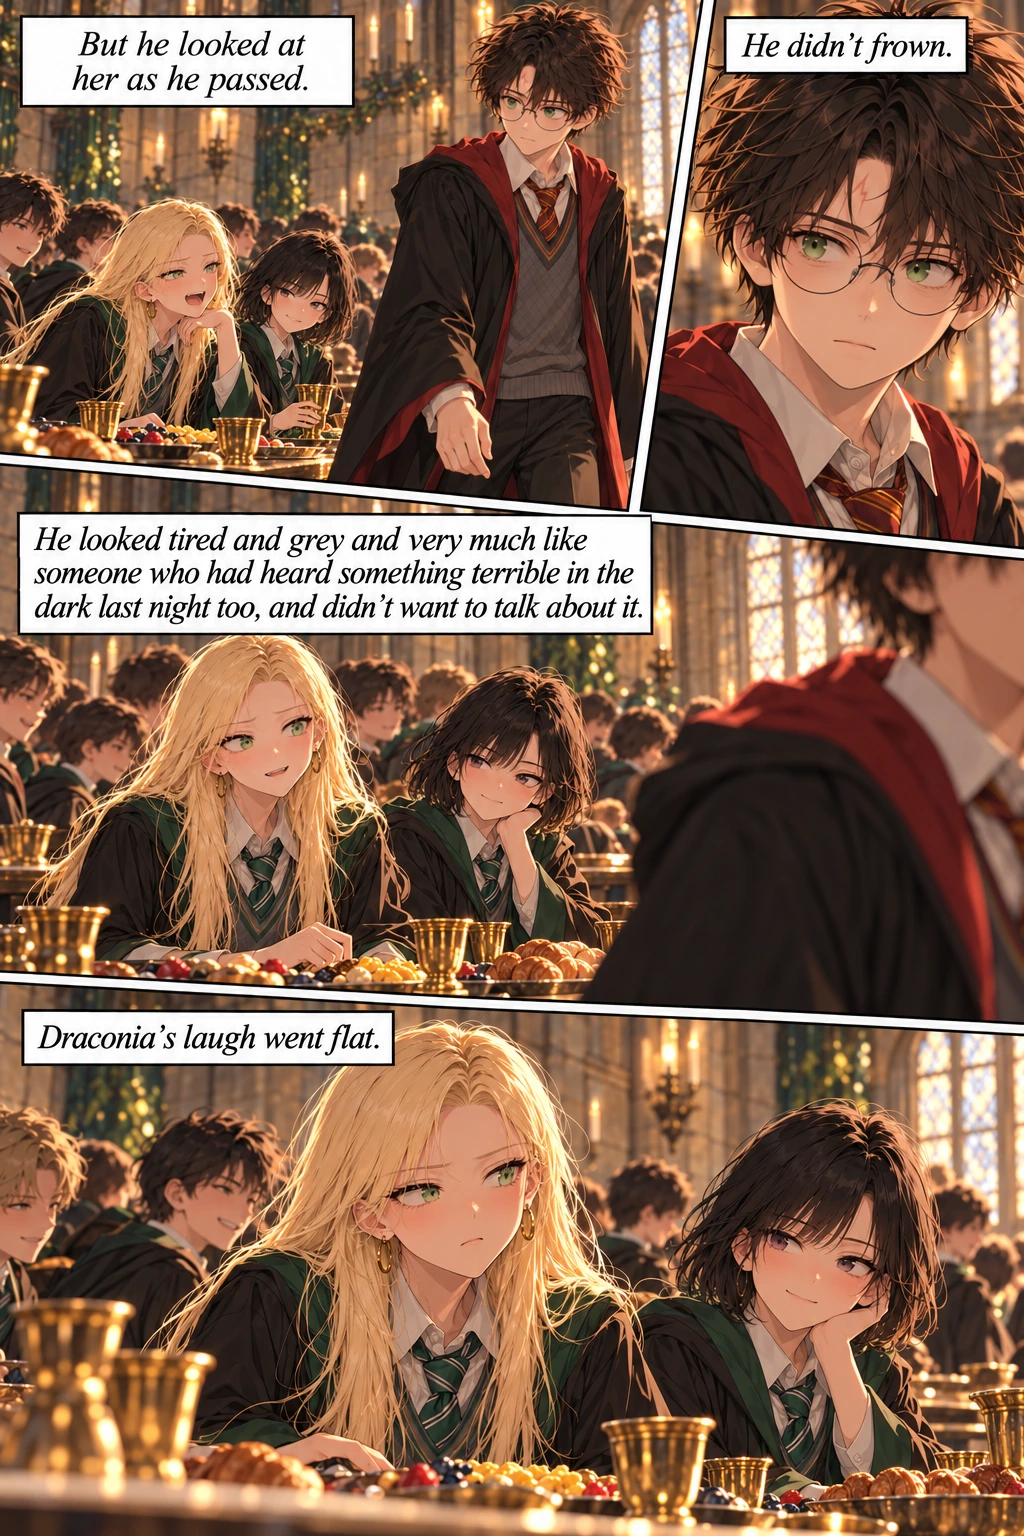 But he looked at
her as he passed.
He didn't frown.
He looked tired and grey and very much like
someone who had heard something terrible in the
dark last night too, and didn't want to talk about it.
Draconia's laugh went flat.